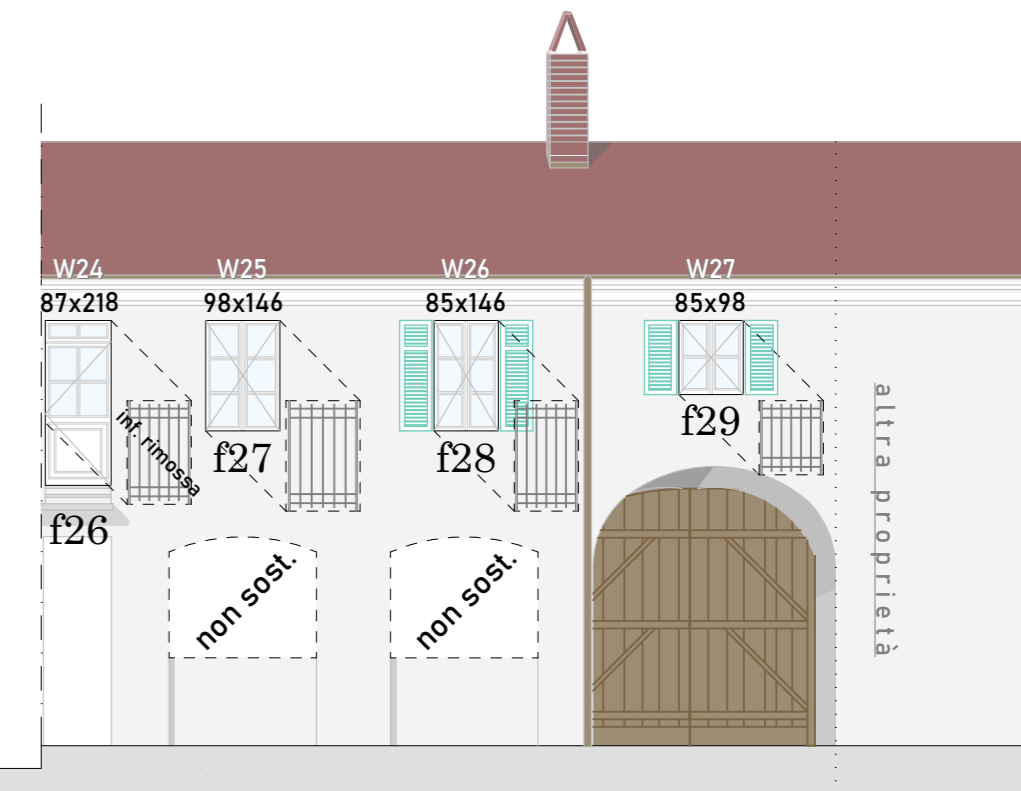 W24 W25 W26 W27
87x218 98x146 85x146 85x98
inf. rimossa
f26 f27 f28 f29
non sost. non sost.
altra proprietà